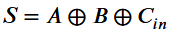 S = A ⊕ B ⊕ C_in